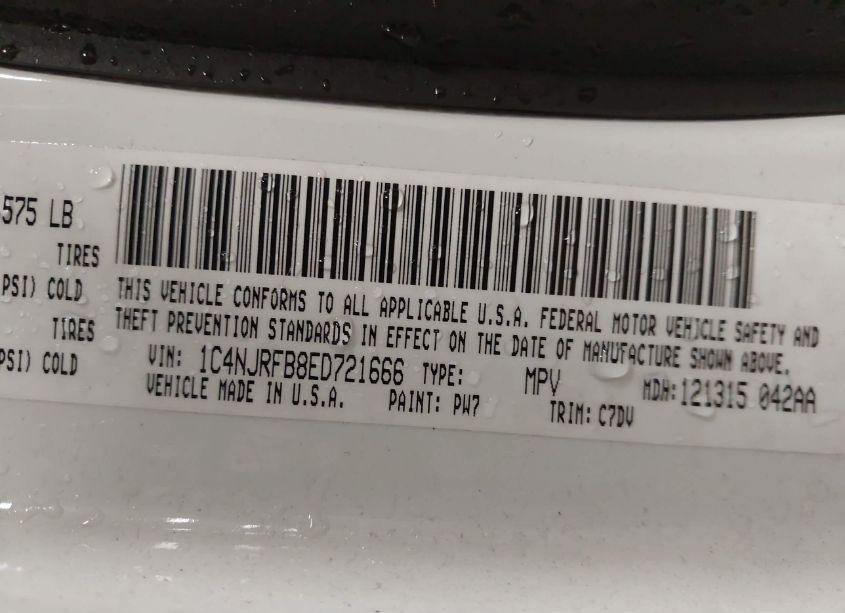 575 LB
TIRES
PSI) COLD
TIRES
PSI) COLD
THIS VEHICLE CONFORMS TO ALL APPLICABLE U.S.A. FEDERAL MOTOR VEHICLE SAFETY AND
THEFT PREVENTION STANDARDS IN EFFECT ON THE DATE OF MANUFACTURE SHOWN ABOVE.
VIN: 1C4NJRFB8ED721666 TYPE: MPV MDH: 121315 042AA
VEHICLE MADE IN U.S.A. PAINT: PW7 TRIM: C7DV